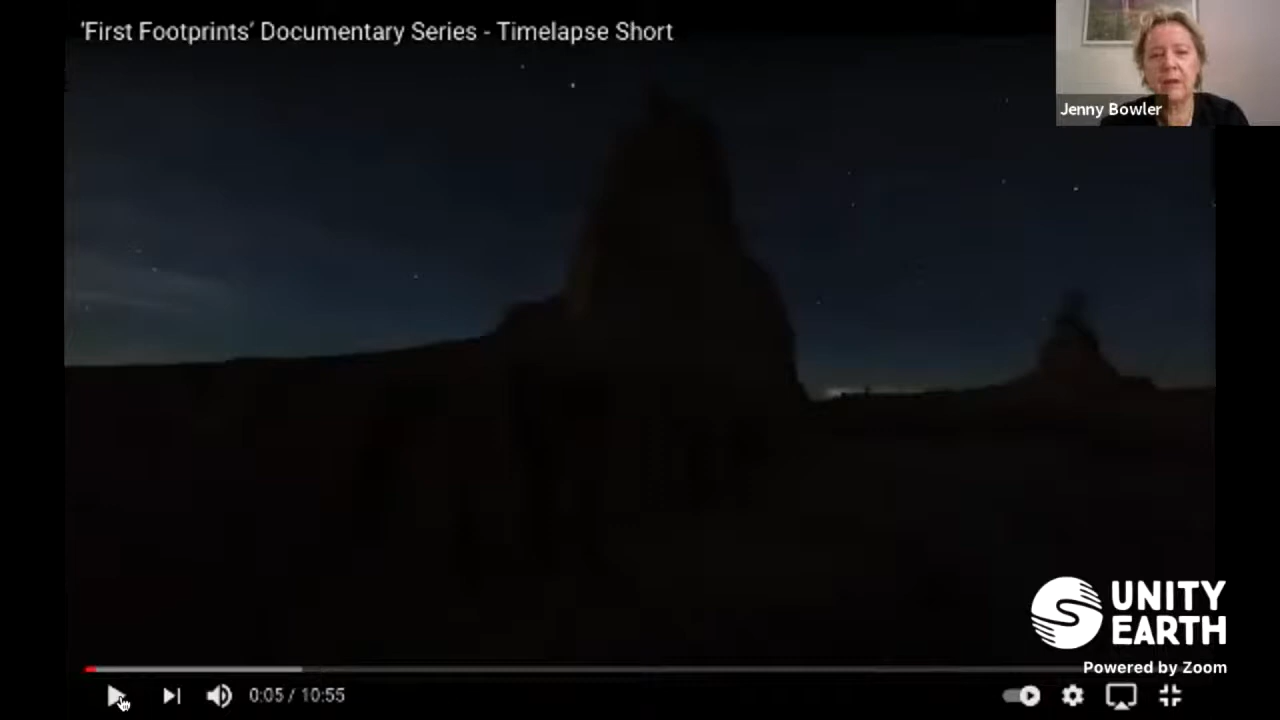 ‘First Footprints’ Documentary Series - Timelapse Short
Jenny Bowler
UNITY
EARTH
Powered by Zoom
0:05 / 10:55